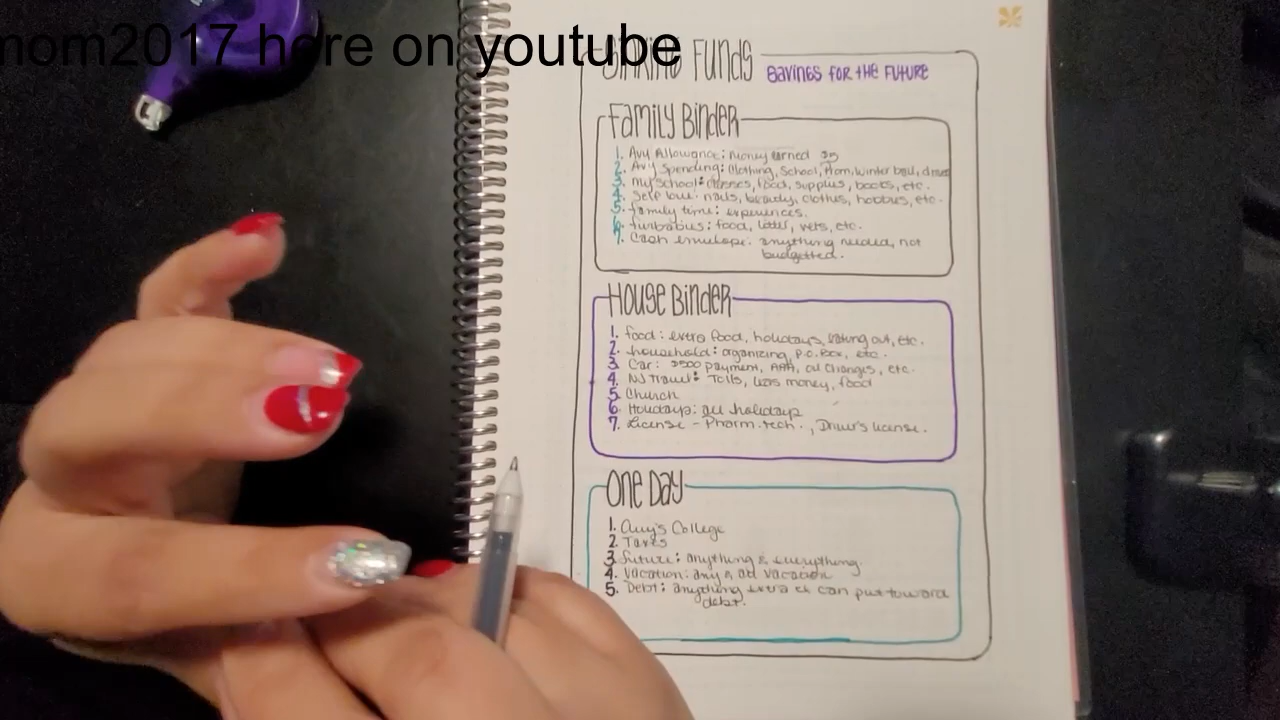 mom2017 here on youtube
Sinking Funds Savings for the Future
Family Binder
1. Avy Allowance: money earned $5
2. Avy Spending: Clothing, School, Prom, winter ball, dress
3. My School: classes, food, supplies, books, etc.
4. Self love: nails, beauty, clothes, hobbies, etc.
5. Family time: experiences.
6. furbabies: food, litter, vets, etc.
7. Cash envelope: anything needed, not
budgetted.
House Binder
1. food: extra food, holidays, eating out, etc.
2. household: organizing, P.O. Box, etc.
3. Car: $500 payment, AAA, oil changes, etc.
4. NJ Travel: Tolls, money, food
5. Church
6. Holidays: all holidays
7. License - Pharm. tech., Driver's license.
One Day
1. Avy's College
2. Taxes
3. Future: anything & everything.
4. Vacation: any & all vacation
5. Debt: anything extra can put toward
debt.